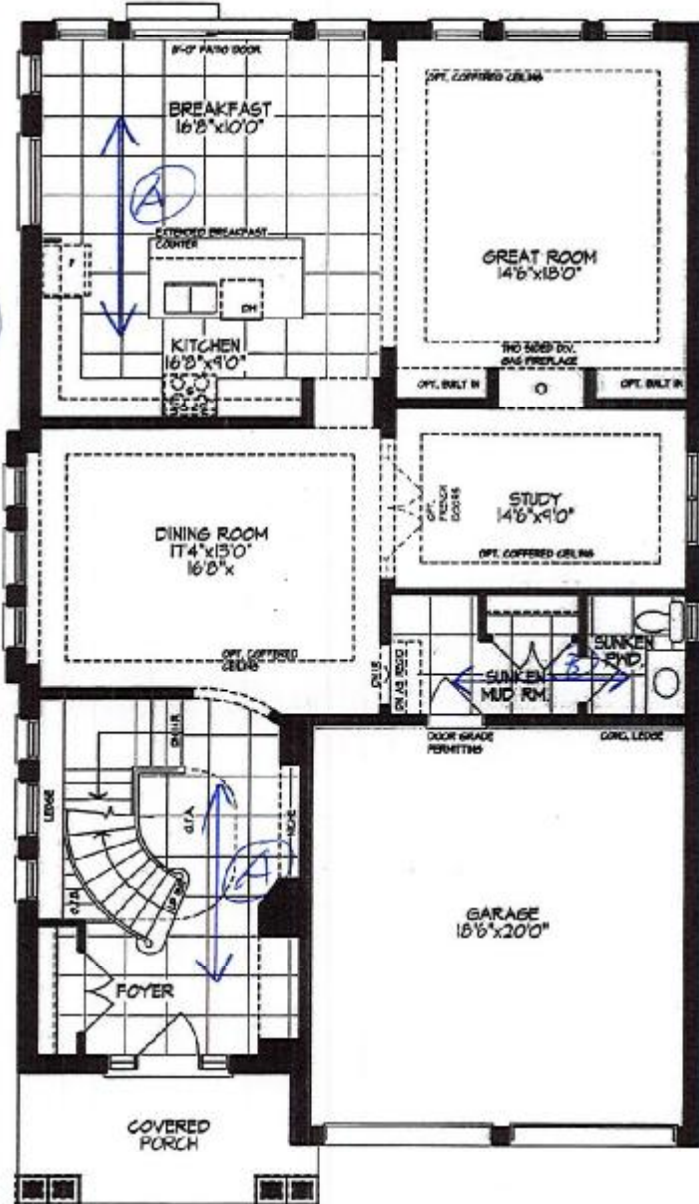 8'-0" PATIO DOOR
BREAKFAST
16'8"x10'0"
A
EXTENDED BREAKFAST
COUNTER
F
DW
KITCHEN
16'8"x9'0"
OPT. COFFERED CEILING
GREAT ROOM
14'6"x18'0"
TWO SIDED D.V.
GAS FIREPLACE
OPT. BUILT IN
OPT. BUILT IN
DINING ROOM
17'4"x13'0"
16'8"x
OPT. COFFERED
CEILING
OPT.
FRENCH
DOORS
STUDY
14'6"x9'0"
OPT. COFFERED CEILING
SUNKEN
MUD RM.
B
SUNKEN
PWD.
DOOR GRADE
PERMITTING
CONC. LEDGE
LEDGE
O.T.B.
O.T.A.
NICHE
A
FOYER
GARAGE
18'6"x20'0"
COVERED
PORCH